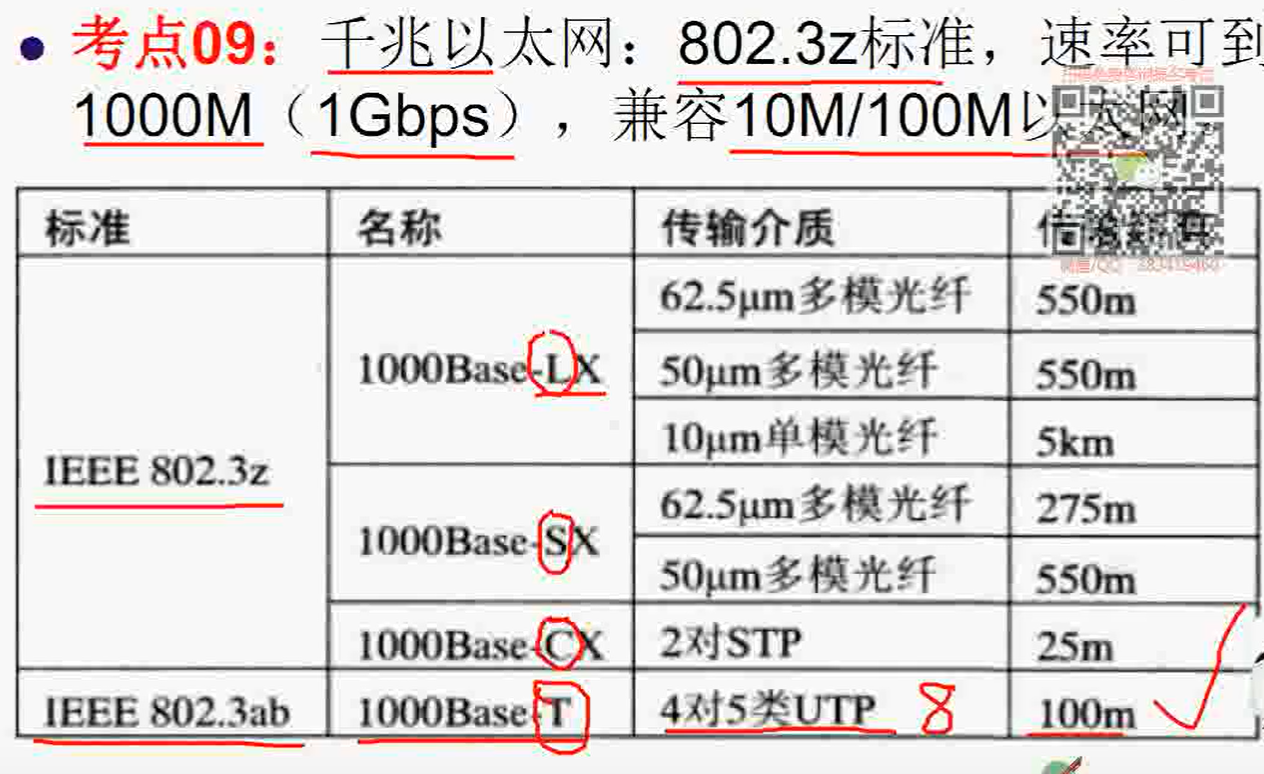 • 考点09：千兆以太网：802.3z标准，速率可到
1000M（1Gbps），兼容10M/100M以太网。
标准 名称 传输介质
62.5μm多模光纤 550m
1000Base-LX 50μm多模光纤 550m
10μm单模光纤 5km
IEEE 802.3z
62.5μm多模光纤 275m
1000Base-SX
50μm多模光纤 550m
1000Base-CX 2对STP 25m
IEEE 802.3ab 1000Base-T 4对5类UTP 8 100m